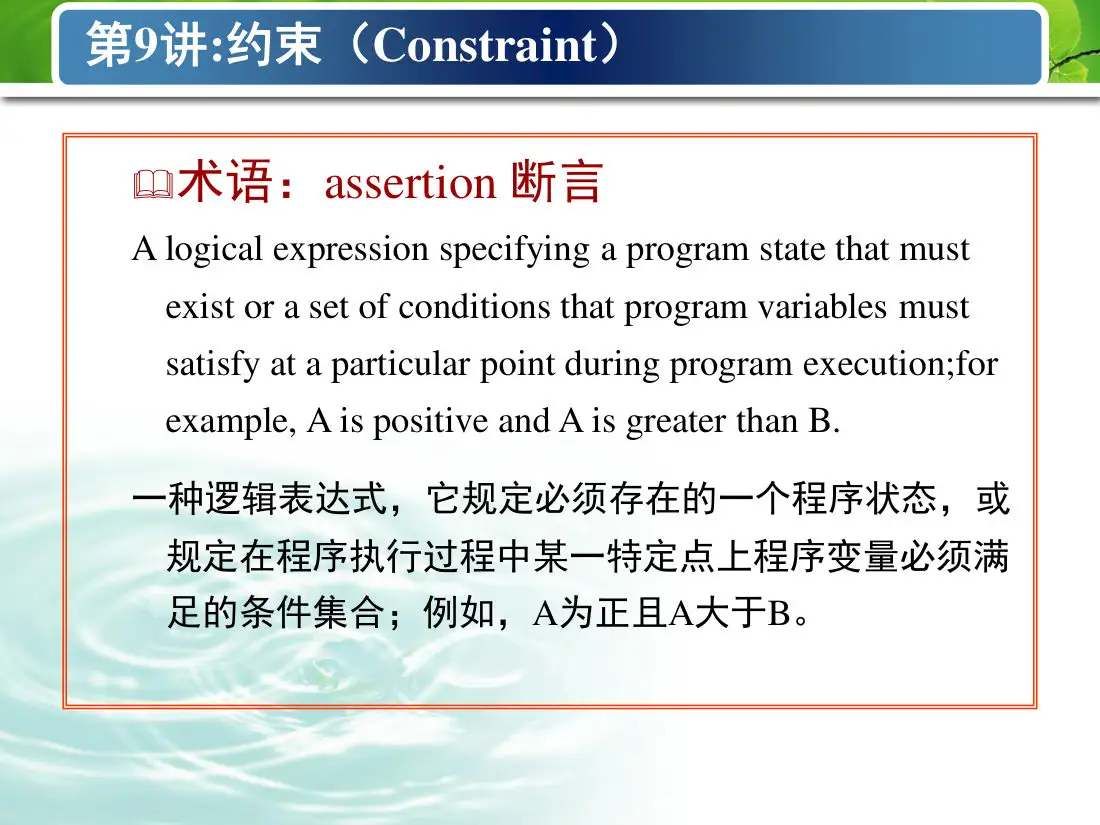 第9讲:约束（Constraint）
术语：assertion 断言
A logical expression specifying a program state that must
exist or a set of conditions that program variables must
satisfy at a particular point during program execution;for
example, A is positive and A is greater than B.
一种逻辑表达式，它规定必须存在的一个程序状态，或
规定在程序执行过程中某一特定点上程序变量必须满
足的条件集合；例如，A为正且A大于B。